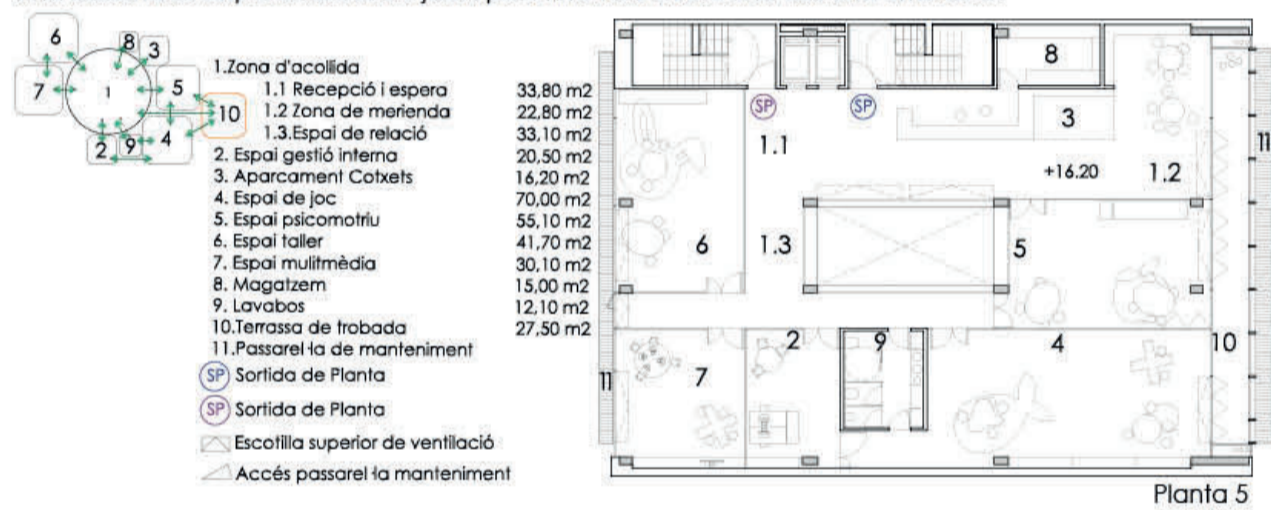 6
8
3
7
1
5
10
2
9
4
1.Zona d'acollida
1.1 Recepció i espera 33,80 m2
1.2 Zona de merienda 22,80 m2
1.3.Espai de relació 33,10 m2
2. Espai gestió interna 20,50 m2
3. Aparcament Cotxets 16,20 m2
4. Espai de joc 70,00 m2
5. Espai psicomotriu 55,10 m2
6. Espai taller 41,70 m2
7. Espai mulitmèdia 30,10 m2
8. Magatzem 15,00 m2
9. Lavabos 12,10 m2
10.Terrassa de trobada 27,50 m2
11.Passarel·la de manteniment
SP Sortida de Planta
SP Sortida de Planta
Escotilla superior de ventilació
Accés passarel·la manteniment
8
SP SP
3
1.1
11
+16.20 1.2
6 1.3 5
2 9 4 10
11 7
Planta 5